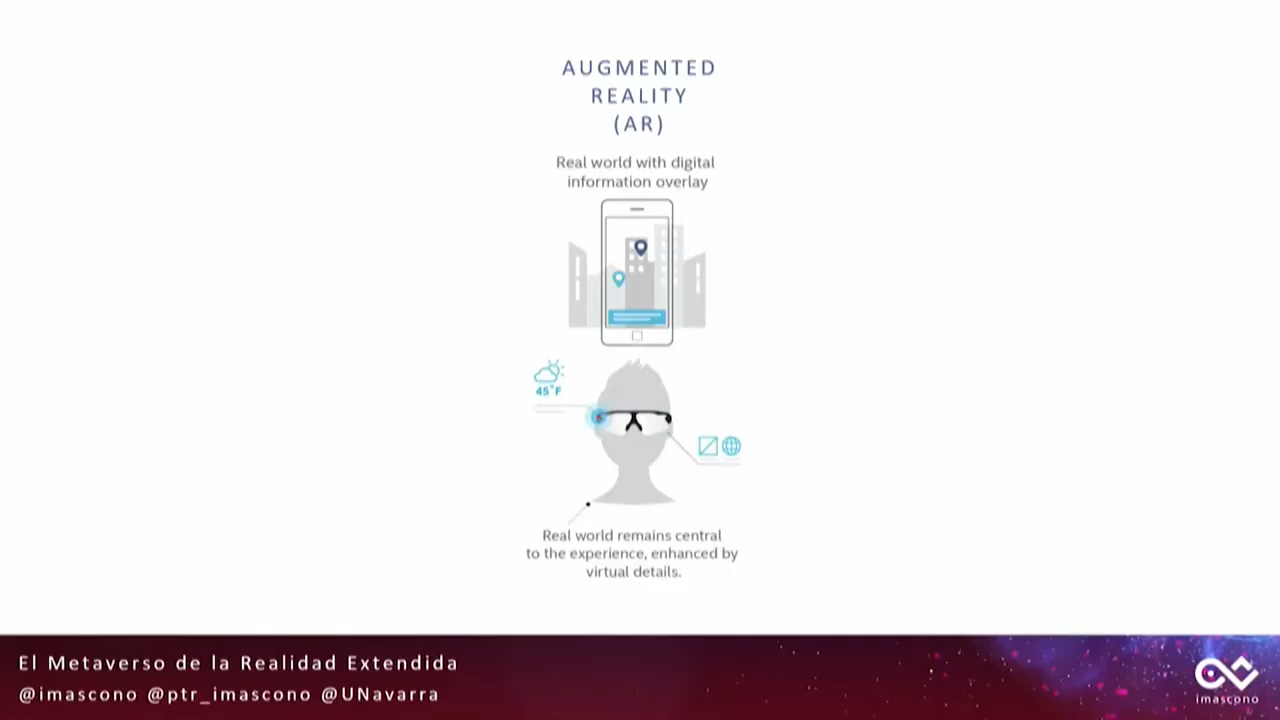 AUGMENTED
REALITY
(AR)
Real world with digital
information overlay
45°F
Real world remains central
to the experience, enhanced by
virtual details.
El Metaverso de la Realidad Extendida
@imascono @ptr_imascono @UNavarra
imascono